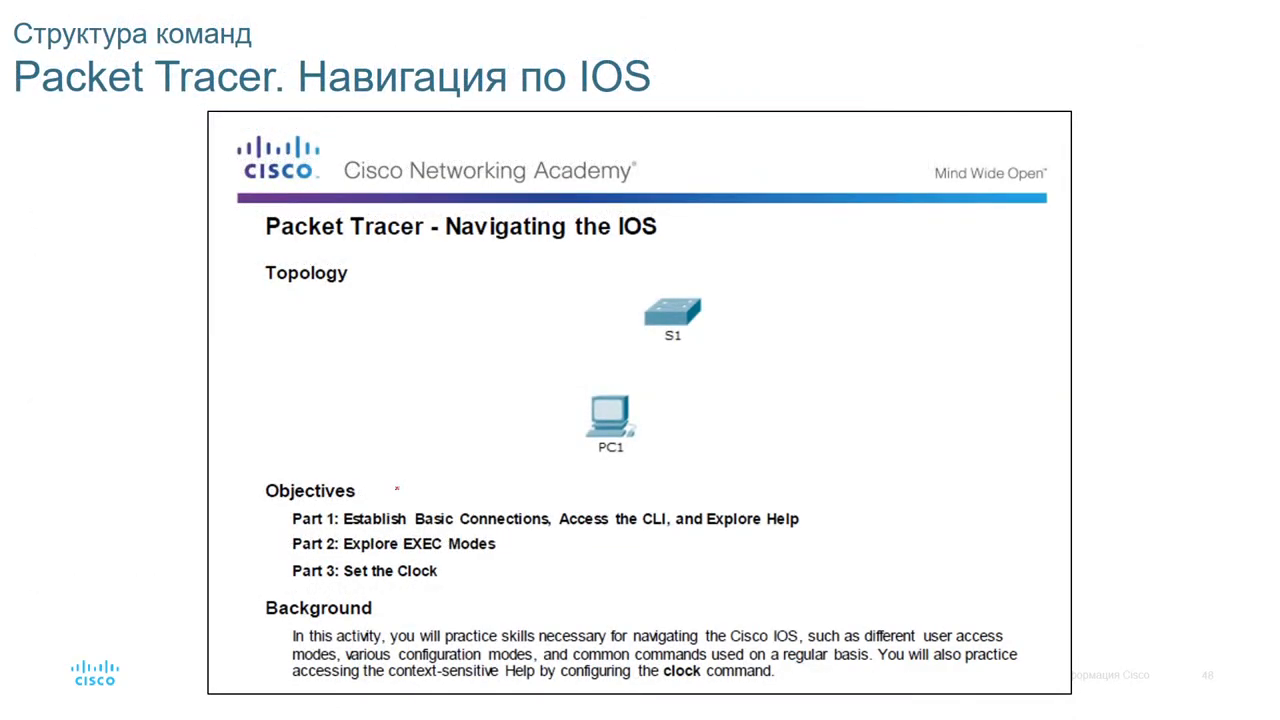 Структура команд
Packet Tracer. Навигация по IOS
CISCO Cisco Networking Academy® Mind Wide Open™
Packet Tracer - Navigating the IOS
Topology
S1
PC1
Objectives
Part 1: Establish Basic Connections, Access the CLI, and Explore Help
Part 2: Explore EXEC Modes
Part 3: Set the Clock
Background
In this activity, you will practice skills necessary for navigating the Cisco IOS, such as different user access
modes, various configuration modes, and common commands used on a regular basis. You will also practice
accessing the context-sensitive Help by configuring the clock command.
CISCO
Cisco 48